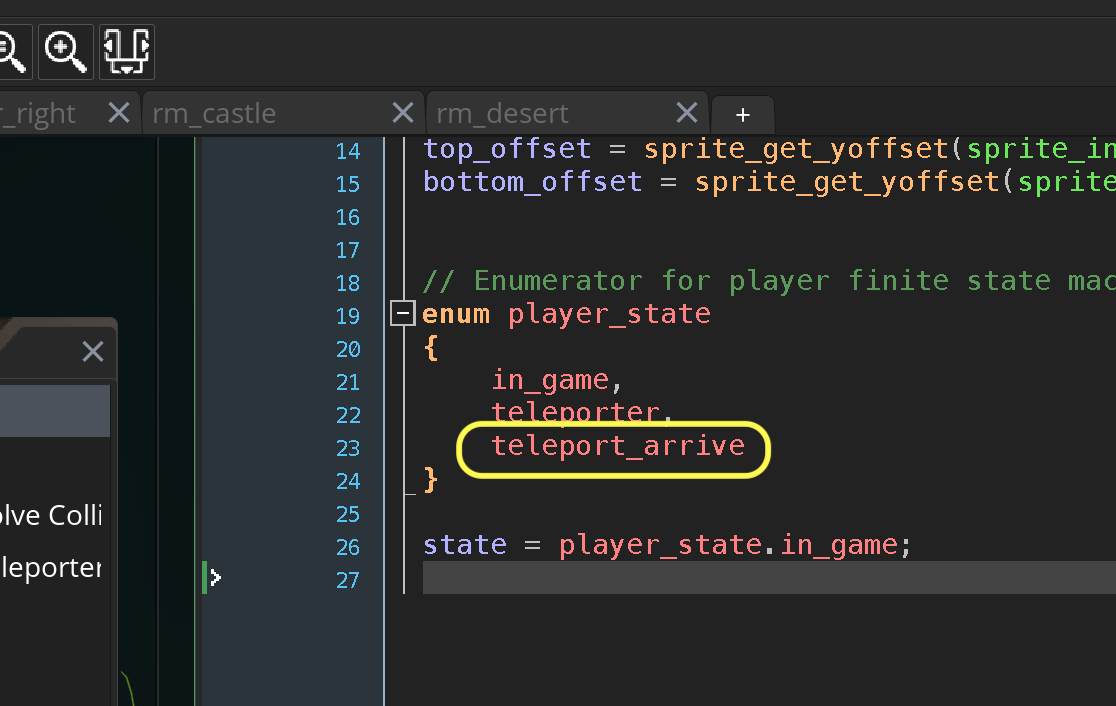 _right
rm_castle
rm_desert
+
14 top_offset = sprite_get_yoffset(sprite_in
15 bottom_offset = sprite_get_yoffset(sprite
16
17
18 // Enumerator for player finite state mac
19 enum player_state
20 {
21 in_game,
22 teleporter,
23 teleport_arrive
24 }
25
26 state = player_state.in_game;
27
olve Colli
leporter